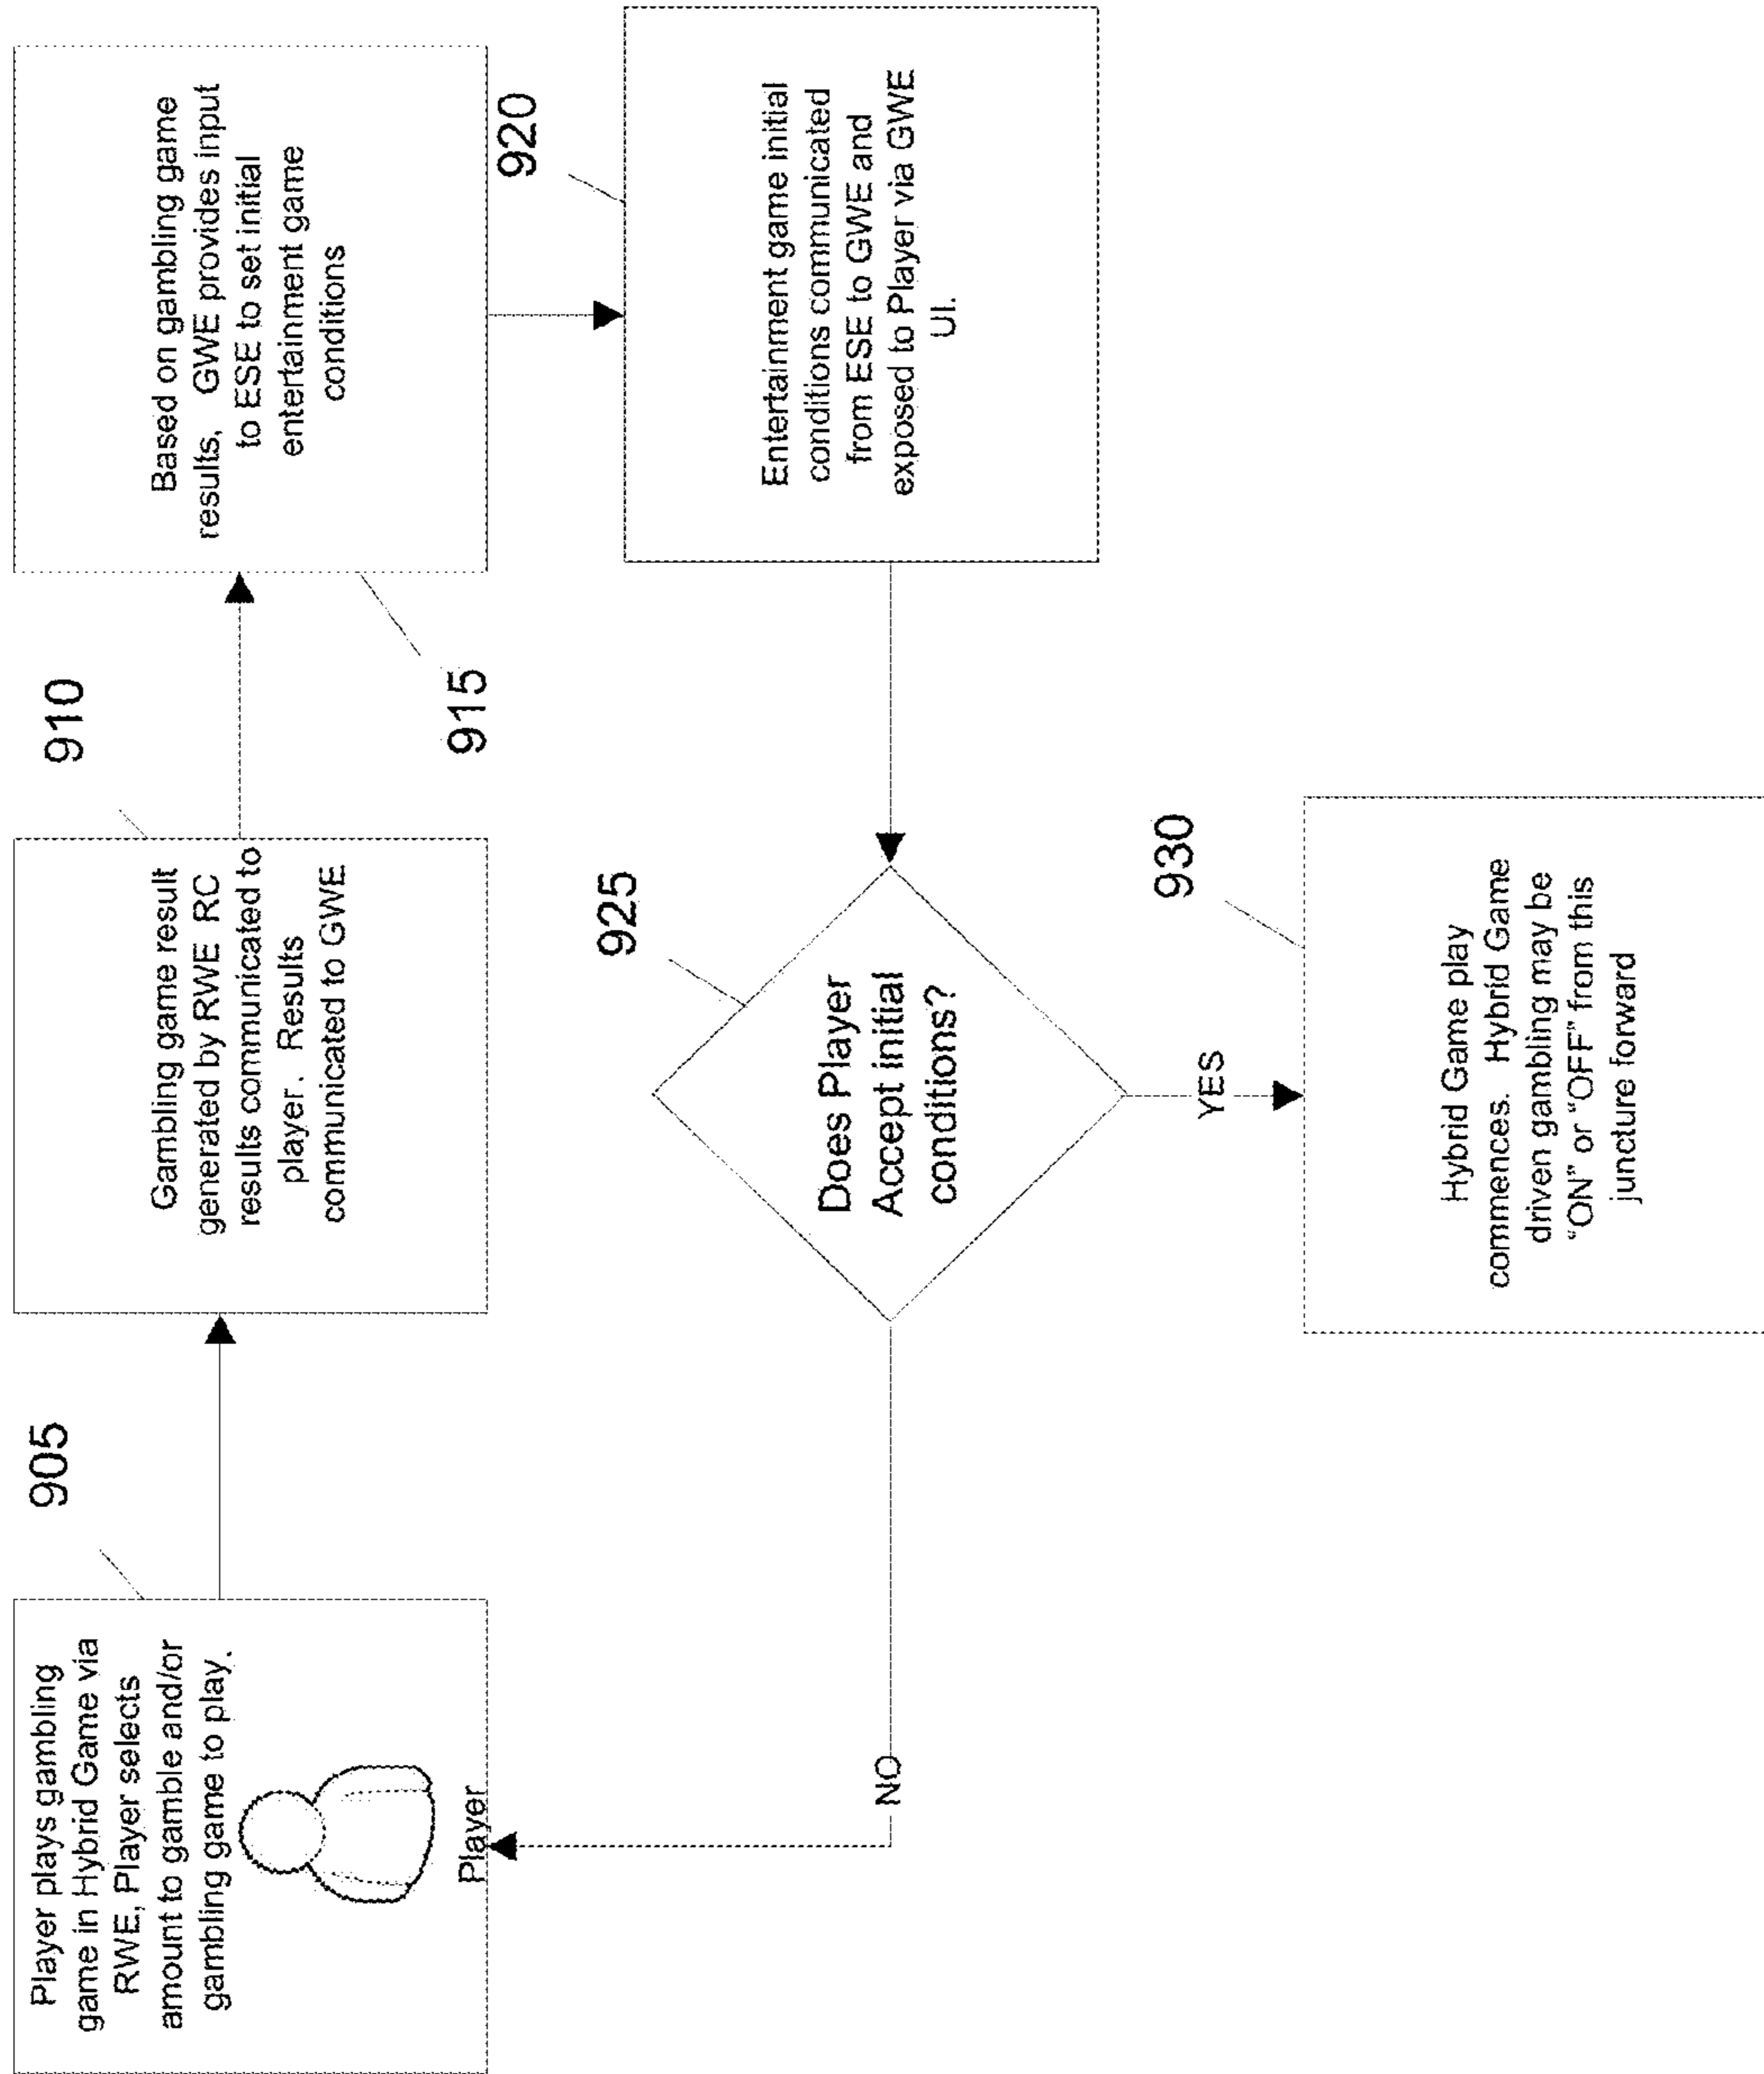 905
Player plays gambling
game in Hybrid Game via
RWE, Player selects
amount to gamble and/or
gambling game to play.
Player
910
Gambling game result
generated by RWE RC
results communicated to
player. Results
communicated to GWE
915
Based on gambling game
results, GWE provides input
to ESE to set initial
entertainment game
conditions
920
Entertainment game initial
conditions communicated
from ESE to GWE and
exposed to Player via GWE
UI.
925
Does Player
Accept initial
conditions?
NO
YES
930
Hybrid Game play
commences. Hybrid Game
driven gambling may be
“ON” or “OFF” from this
juncture forward